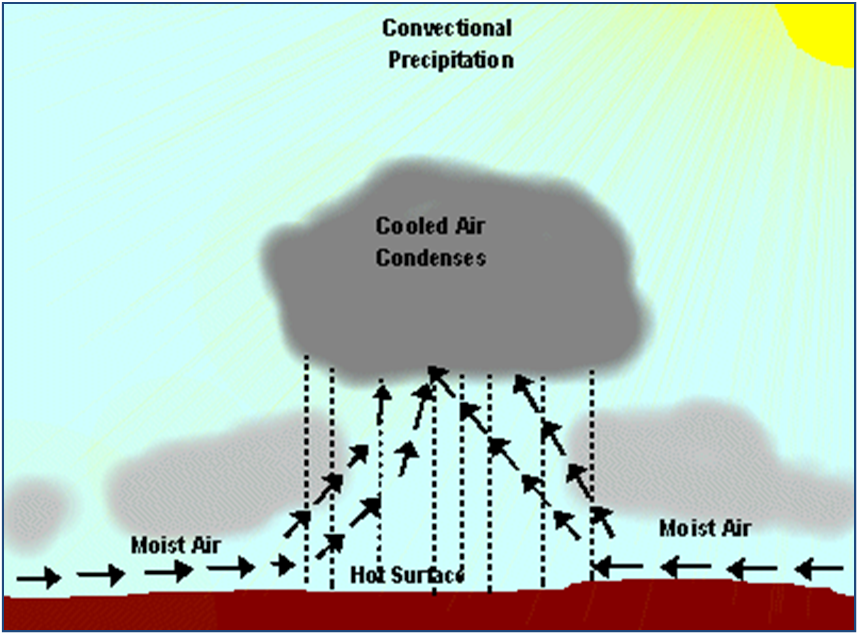 Convectional
Precipitation
Cooled Air
Condenses
Moist Air
Moist Air
Hot Surface